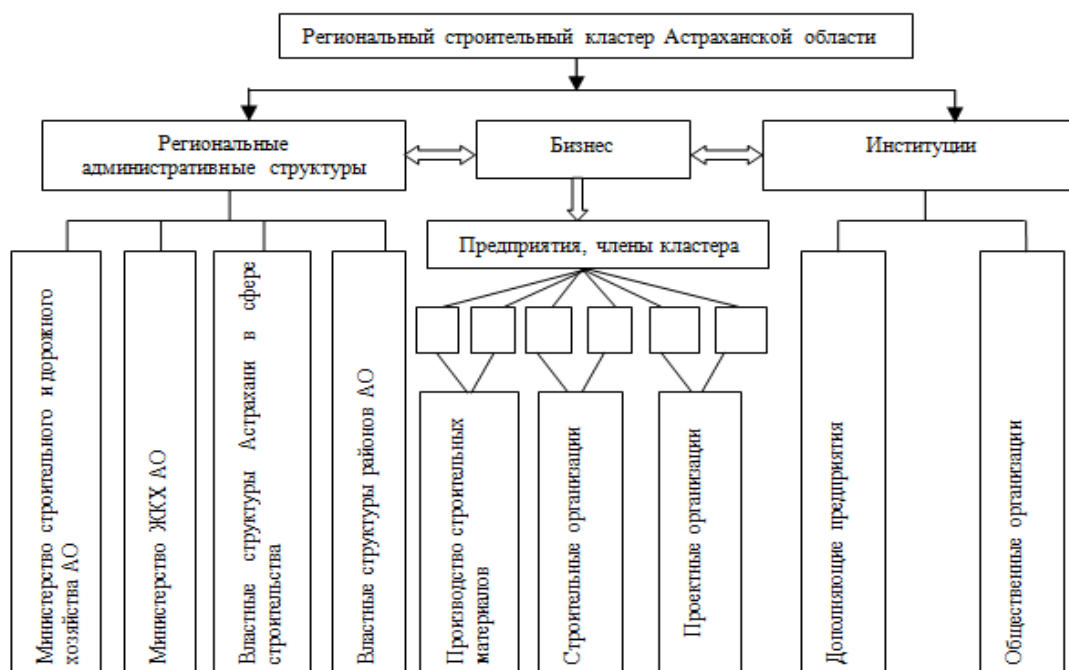 Региональный строительный кластер Астраханской области
Региональные
административные структуры
Бизнес
Институции
Предприятия, члены кластера
Министерство строительного и дорожного
хозяйства АО
Министерство ЖКХ АО
Властные структуры Астрахани в сфере
строительства
Властные структуры районов АО
Производство строительных
материалов
Строительные организации
Проектные организации
Дополняющие предприятия
Общественные организации